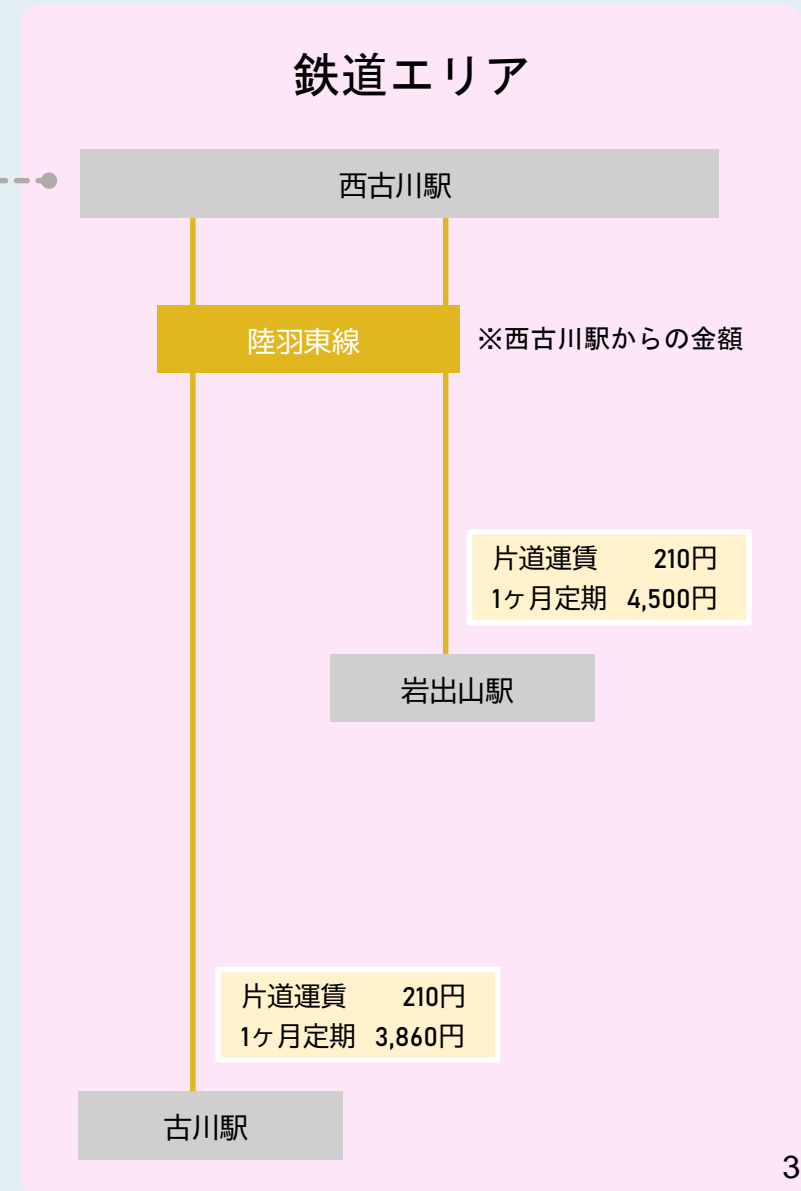 鉄道エリア
西古川駅
陸羽東線
※西古川駅からの金額
片道運賃 210円
1ヶ月定期 4,500円
岩出山駅
片道運賃 210円
1ヶ月定期 3,860円
古川駅
3